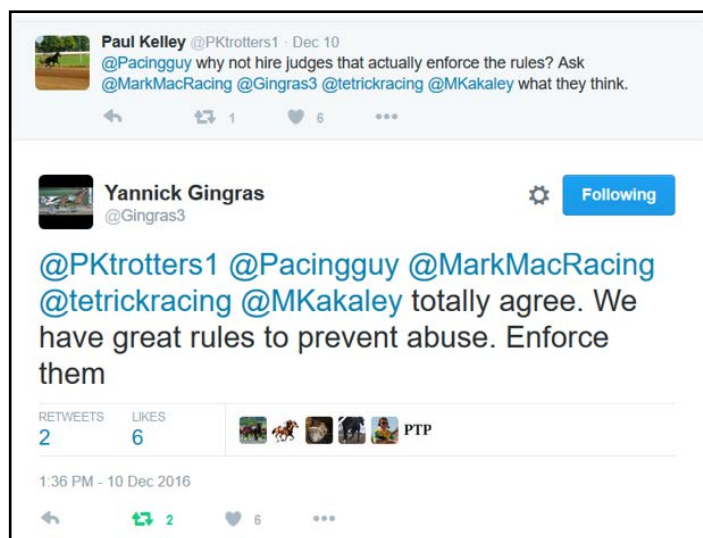 Paul Kelley @PKtrotters1 · Dec 10
@Pacingguy why not hire judges that actually enforce the rules? Ask
@MarkMacRacing @Gingras3 @tetrickracing @MKakaley what they think.
1 6
Yannick Gingras
@Gingras3
Following
@PKtrotters1 @Pacingguy @MarkMacRacing
@tetrickracing @MKakaley totally agree. We
have great rules to prevent abuse. Enforce
them
RETWEETS LIKES
2 6
PTP
1:36 PM - 10 Dec 2016
2 6